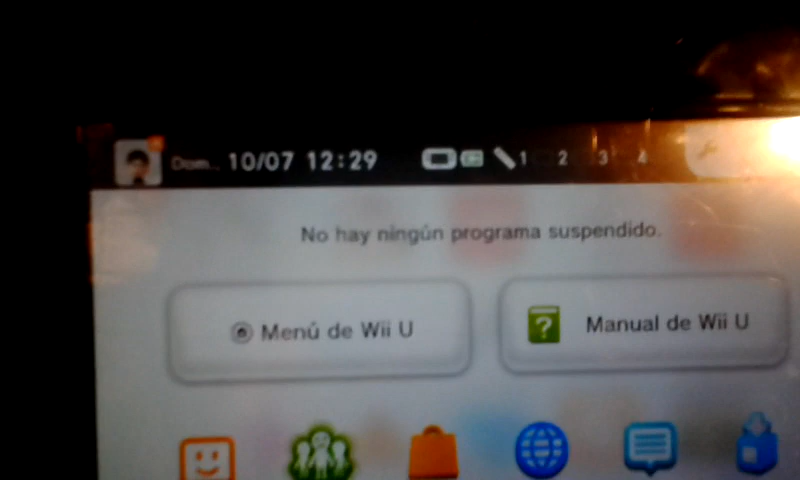 Dom.. 10/07 12:29 1 2 3 4
No hay ningún programa suspendido.
Menú de Wii U
? Manual de Wii U